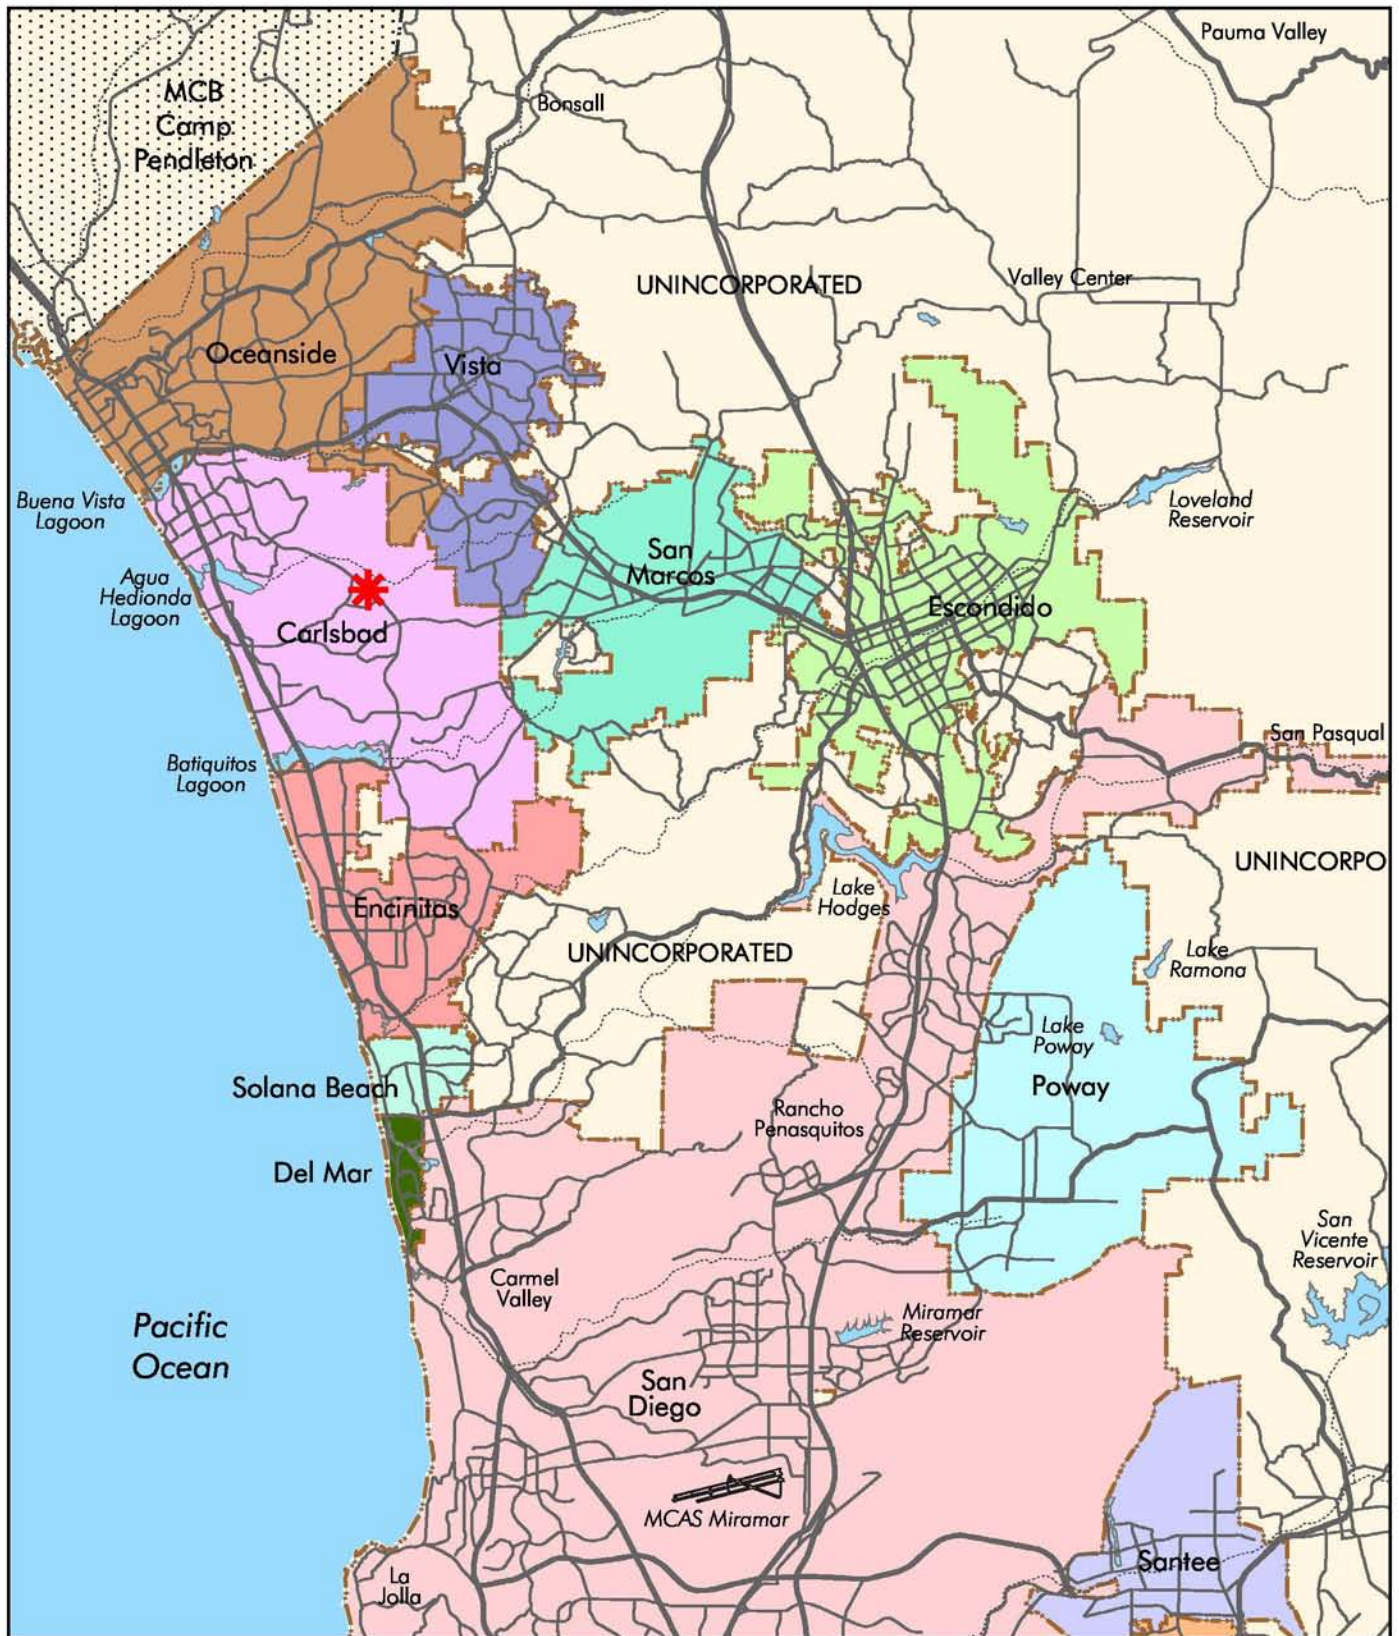 Pauma Valley
MCB
Camp
Pendleton
Bonsall
UNINCORPORATED
Valley Center
Oceanside
Vista
Buena Vista
Lagoon
Loveland
Reservoir
San
Marcos
Agua
Hedionda
Lagoon
Escondido
Carlsbad
San Pasqual
Batiquitos
Lagoon
UNINCORPO
Lake
Hodges
Encinitas
UNINCORPORATED
Lake
Ramona
Lake
Poway
Solana Beach
Poway
Rancho
Penasquitos
Del Mar
San
Vicente
Reservoir
Carmel
Valley
Pacific
Ocean
Miramar
Reservoir
San
Diego
MCAS Miramar
La
Jolla
Santee